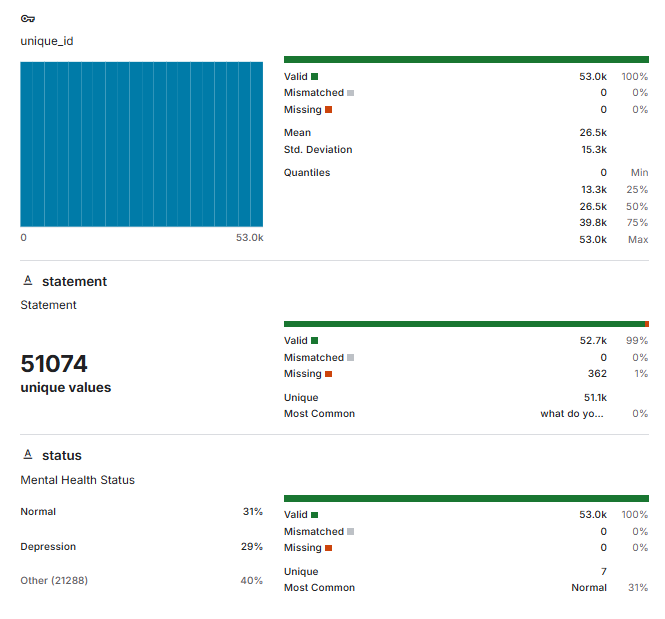 unique_id
Valid 53.0k 100%
Mismatched 0 0%
Missing 0 0%
Mean 26.5k
Std. Deviation 15.3k
Quantiles 0 Min
13.3k 25%
26.5k 50%
39.8k 75%
53.0k Max
0 53.0k
A statement
Statement
51074
unique values
Valid 52.7k 99%
Mismatched 0 0%
Missing 362 1%
Unique 51.1k
Most Common what do yo... 0%
A status
Mental Health Status
Normal 31%
Depression 29%
Other (21288) 40%
Valid 53.0k 100%
Mismatched 0 0%
Missing 0 0%
Unique 7
Most Common Normal 31%